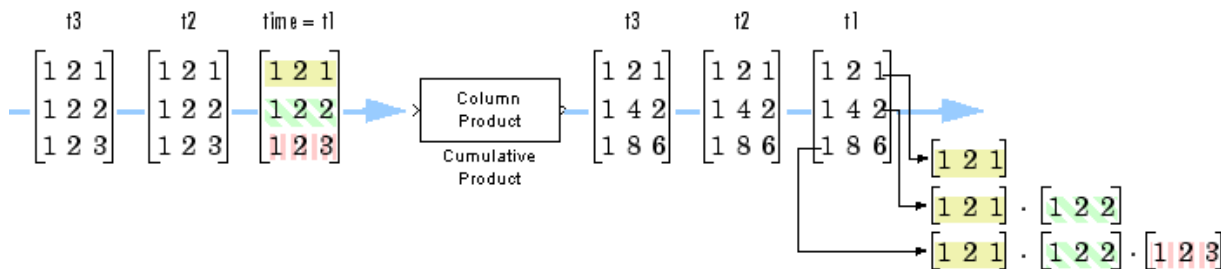 t3 t2 time = t1 t3 t2 t1
1 2 1 1 2 1 1 2 1 1 2 1 1 2 1 1 2 1
Column
1 2 2 1 2 2 1 2 2 1 4 2 1 4 2 1 4 2
Product
1 2 3 1 2 3 1 2 3 1 8 6 1 8 6 1 8 6
Cumulative
Product
[1 2 1]
[1 2 1] · [1 2 2]
[1 2 1] · [1 2 2] · [1 2 3]